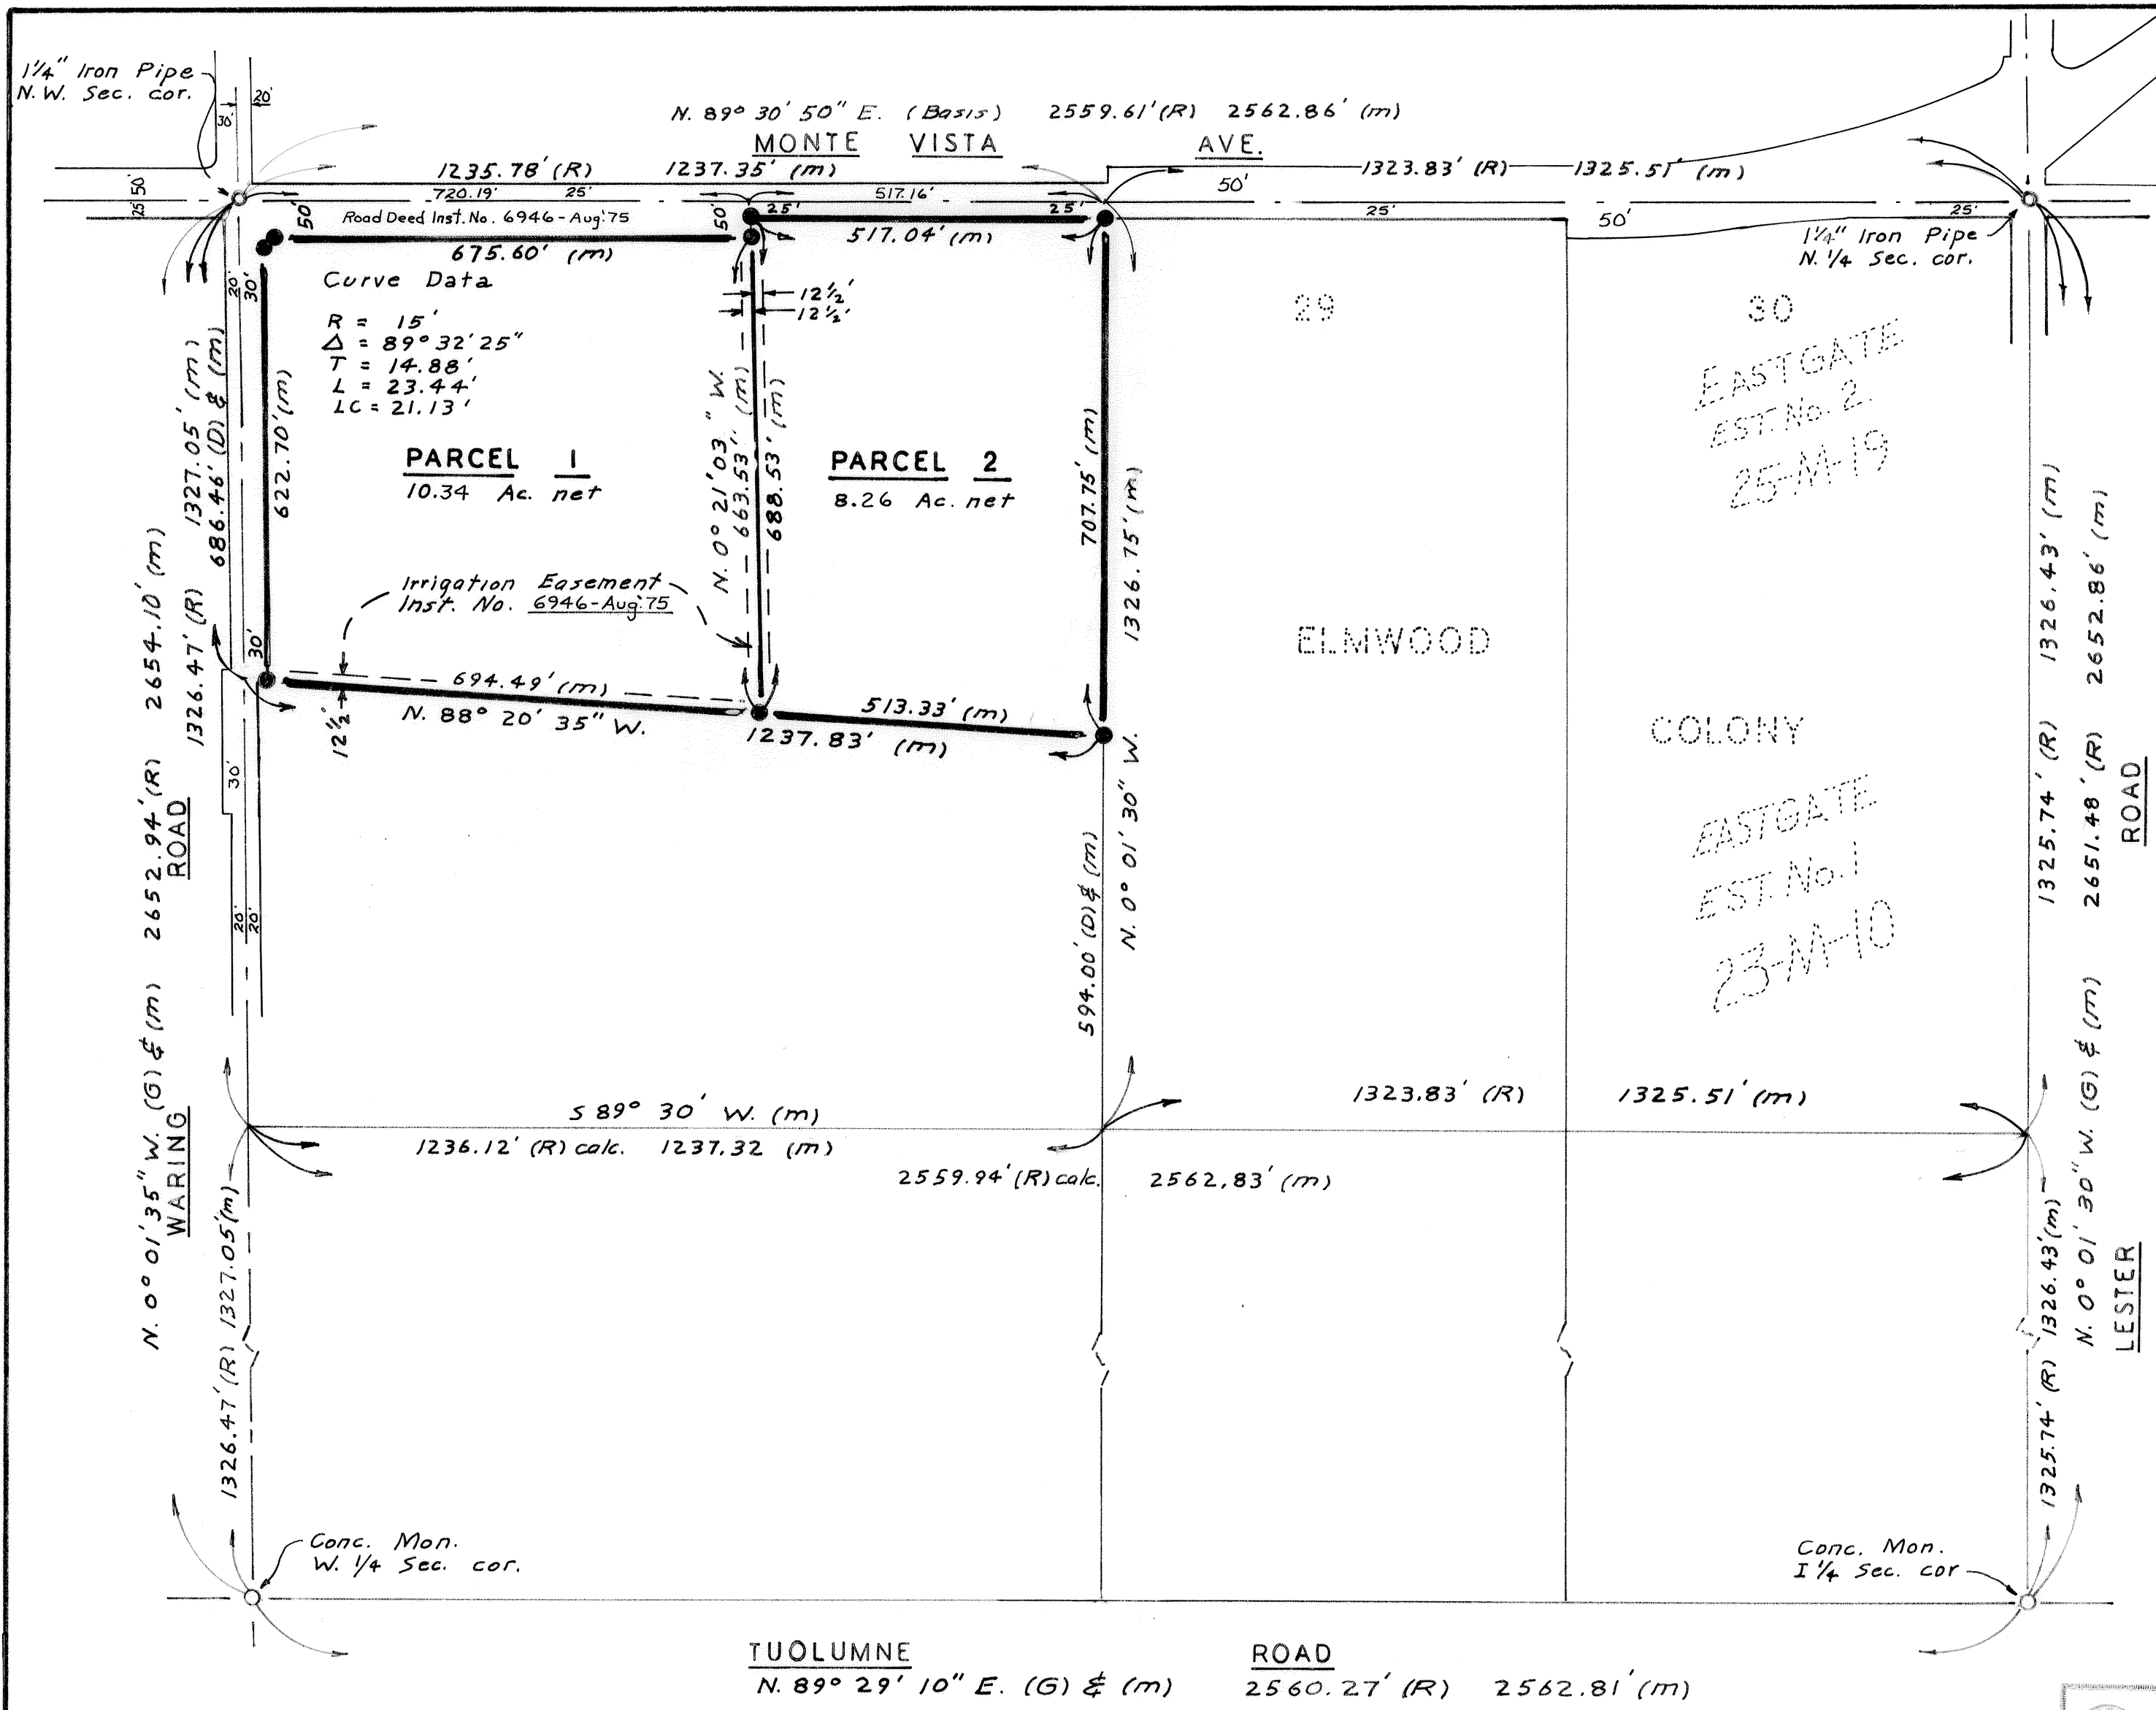 1¼" Iron Pipe
N.W. Sec. cor.
20'
30'
N. 89° 30' 50" E. (Basis) 2559.61' (R) 2562.86' (m)
MONTE VISTA AVE.
1235.78' (R) 1237.35' (m)
1323.83' (R) 1325.51' (m)
50'
25'
720.19' 25'
517.16'
50'
25'
50'
25'
Road Deed Inst. No. 6946-Aug.'75
50'
50'
25'
25'
675.60' (m)
517.04' (m)
1¼" Iron Pipe
N. ¼ Sec. cor.
Curve Data
R = 15'
Δ = 89° 32' 25"
T = 14.88'
L = 23.44'
LC = 21.13'
12½'
12½'
20'
30'
29
30
EASTGATE
EST. No. 2
25-M-19
PARCEL 1
10.34 Ac. net
PARCEL 2
8.26 Ac. net
622.70' (m)
686.46' (D) & (m)
1326.47' (R) 1327.05' (m)
2652.94' (R) 2654.10' (m)
N. 0° 21' 03" W.
663.53' (m)
688.53' (m)
707.75' (m)
1326.75' (m)
1325.74' (R) 1326.43' (m)
2651.48' (R) 2652.86' (m)
Irrigation Easement
Inst. No. 6946-Aug.'75
30'
ELMWOOD
COLONY
694.49' (m)
N. 88° 20' 35" W.
12½'
513.33' (m)
1237.83' (m)
30'
20'
20'
594.00' (D) & (m)
N. 0° 01' 30" W.
EASTGATE
EST. No. 1
23-M-10
WARING ROAD
N. 0° 01' 35" W. (G) & (m)
LESTER ROAD
N. 0° 01' 30" W. (G) & (m)
S 89° 30' W. (m)
1236.12' (R) calc. 1237.32 (m)
1323.83' (R) 1325.51' (m)
2559.94' (R) calc. 2562.83' (m)
1326.47' (R) 1327.05' (m)
1325.74' (R) 1326.43' (m)
Conc. Mon.
W. ¼ Sec. cor.
Conc. Mon.
I ¼ Sec. cor
TUOLUMNE ROAD
N. 89° 29' 10" E. (G) & (m) 2560.27' (R) 2562.81' (m)